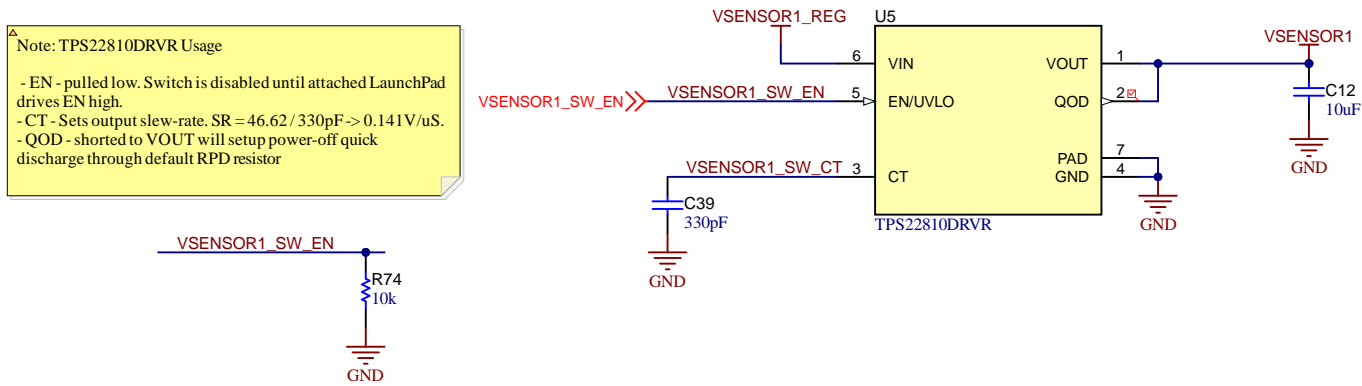 Note: TPS22810DRVR Usage
- EN - pulled low. Switch is disabled until attached LaunchPad
drives EN high.
- CT - Sets output slew-rate. SR = 46.62 / 330pF -> 0.141V/uS.
- QOD - shorted to VOUT will setup power-off quick
discharge through default RPD resistor
VSENSOR1_SW_EN
R74
10k
GND
VSENSOR1_REG
U5
VSENSOR1
6 VIN VOUT 1
VSENSOR1_SW_EN VSENSOR1_SW_EN 5 EN/UVLO QOD 2
C12
10uF
GND
PAD 7
VSENSOR1_SW_CT 3 CT GND 4
C39
330pF
TPS22810DRVR
GND
GND